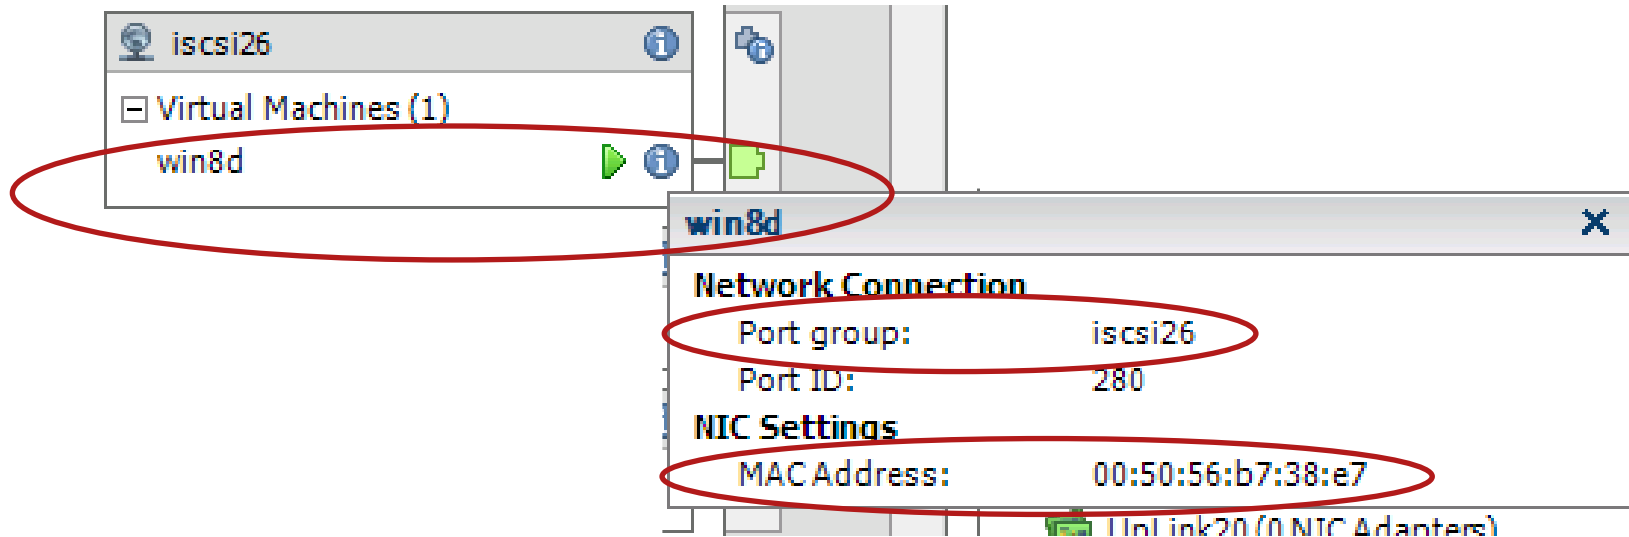 iscsi26
Virtual Machines (1)
win8d
win8d
Network Connection
Port group: iscsi26
Port ID: 280
NIC Settings
MAC Address: 00:50:56:b7:38:e7
UpLink20 (0 NIC Adapters)